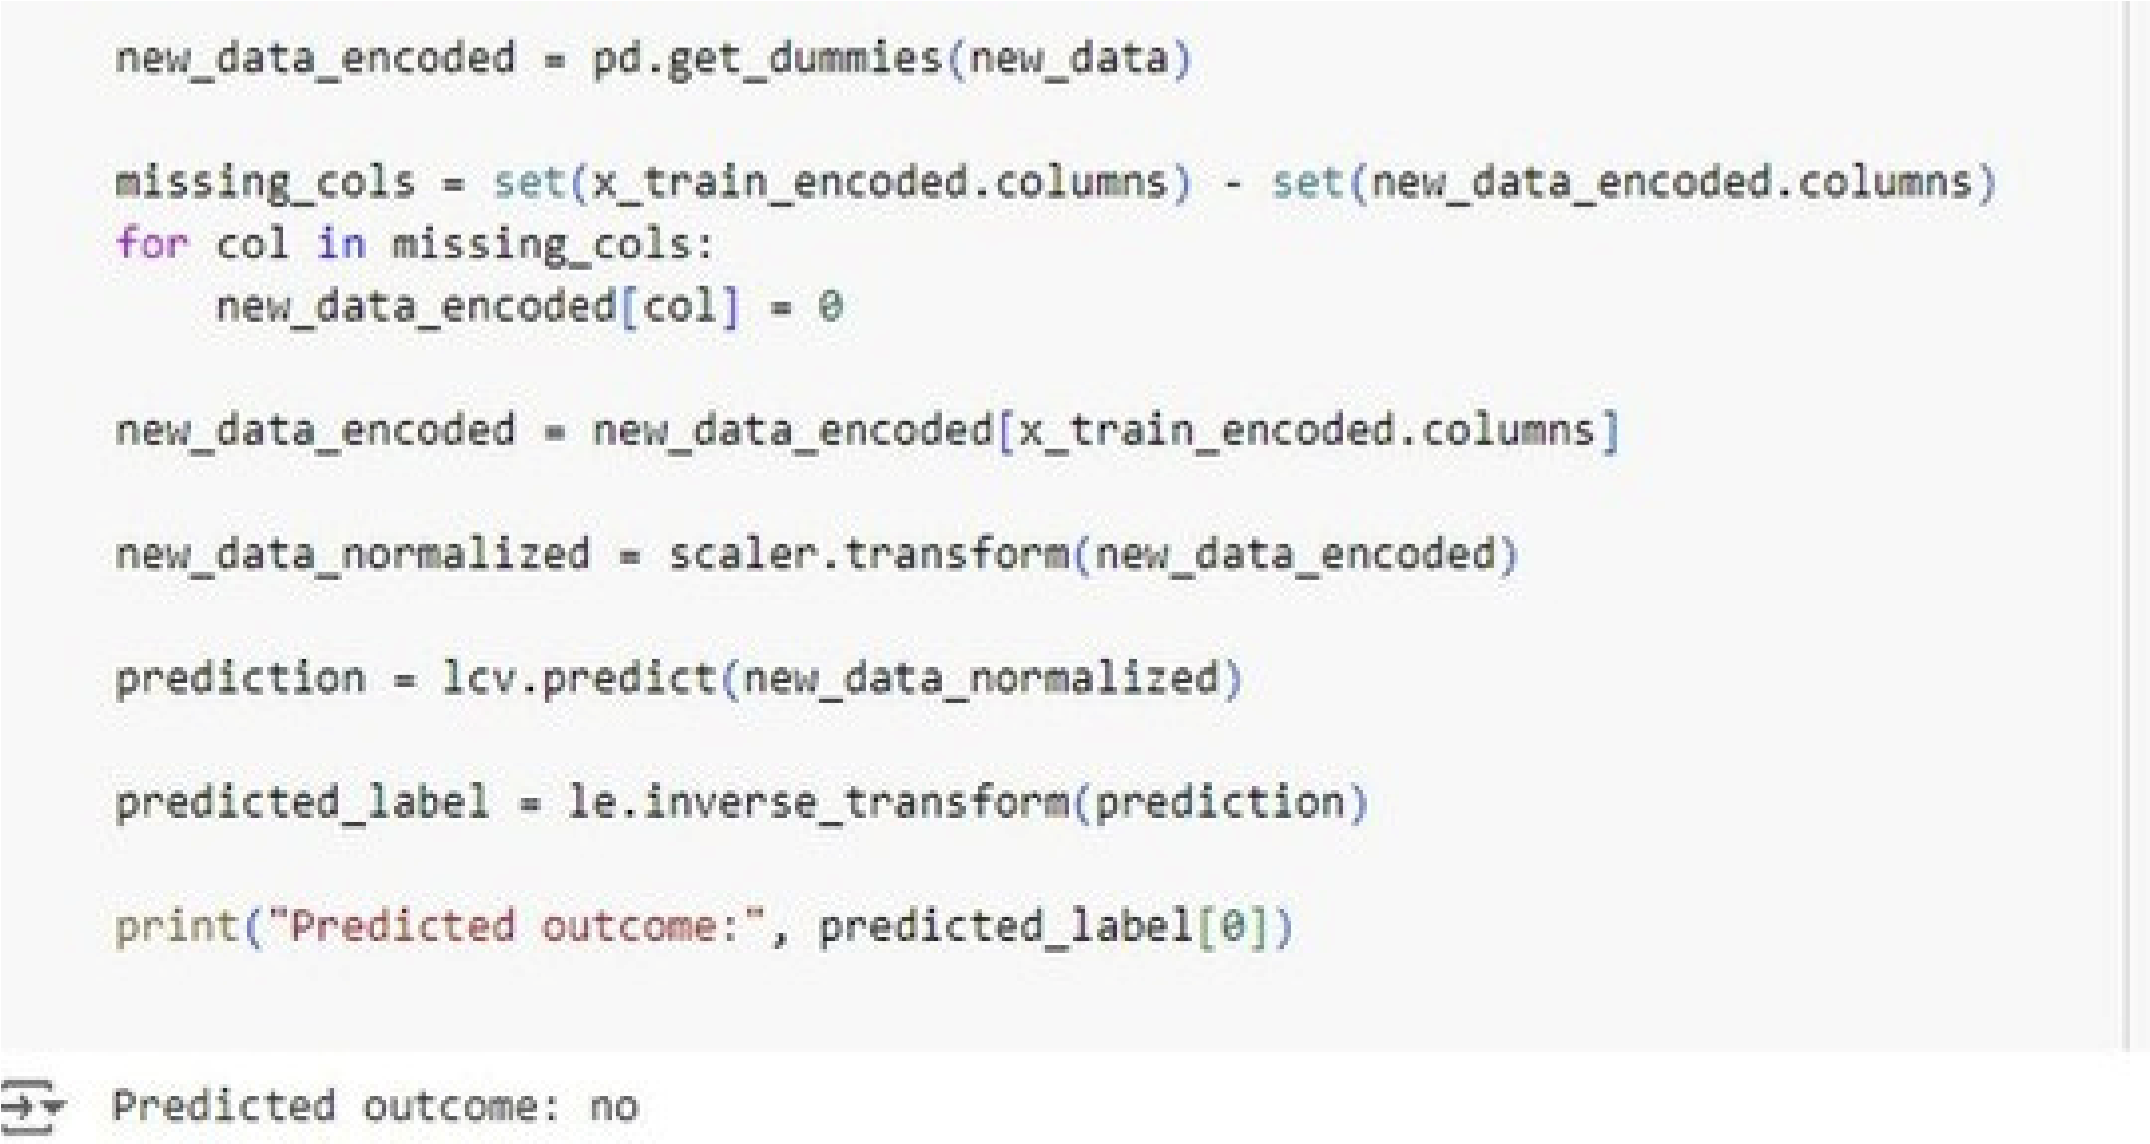 new_data_encoded = pd.get_dummies(new_data)
missing_cols = set(x_train_encoded.columns) - set(new_data_encoded.columns)
for col in missing_cols:
    new_data_encoded[col] = 0
new_data_encoded = new_data_encoded[x_train_encoded.columns]
new_data_normalized = scaler.transform(new_data_encoded)
prediction = lcv.predict(new_data_normalized)
predicted_label = le.inverse_transform(prediction)
print("Predicted outcome:", predicted_label[0])
Predicted outcome: no